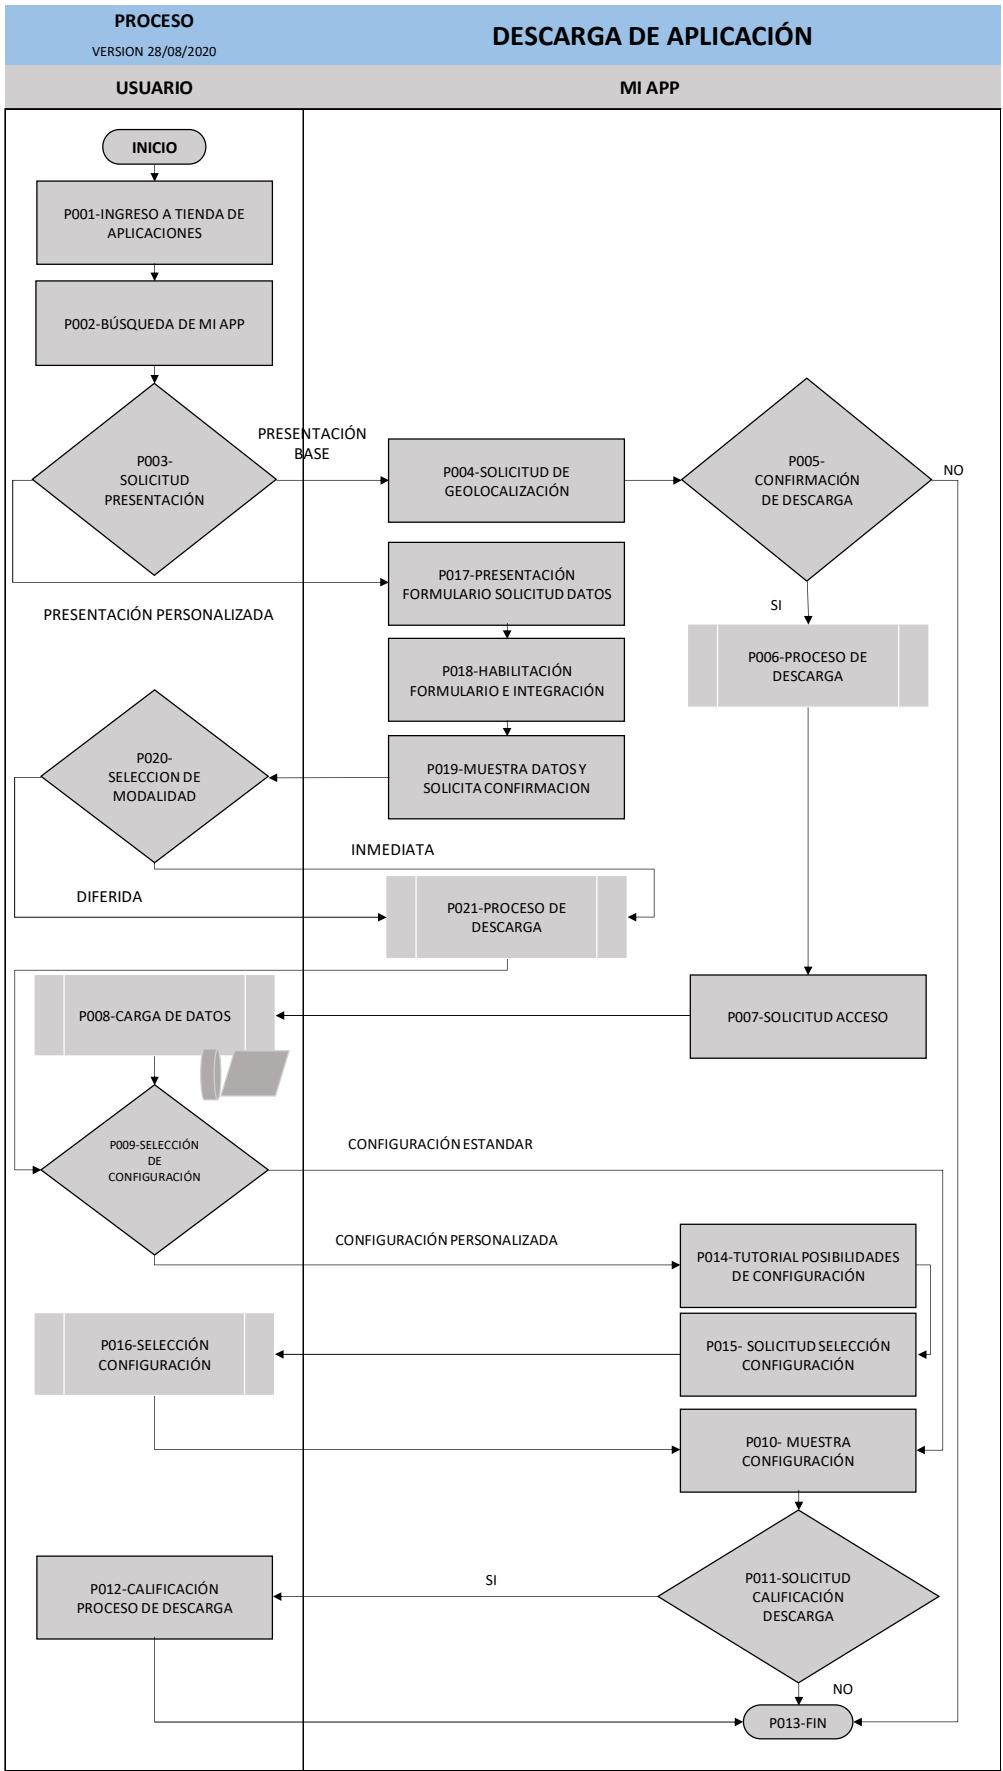 PROCESO
VERSION 28/08/2020
DESCARGA DE APLICACIÓN
USUARIO
MI APP
INICIO
P001-INGRESO A TIENDA DE
APLICACIONES
P002-BÚSQUEDA DE MI APP
P003-
SOLICITUD
PRESENTACIÓN
PRESENTACIÓN
BASE
P004-SOLICITUD DE
GEOLOCALIZACIÓN
P005-
CONFIRMACIÓN
DE DESCARGA
NO
P017-PRESENTACIÓN
FORMULARIO SOLICITUD DATOS
PRESENTACIÓN PERSONALIZADA
SI
P018-HABILITACIÓN
FORMULARIO E INTEGRACIÓN
P006-PROCESO DE
DESCARGA
P020-
SELECCION DE
MODALIDAD
P019-MUESTRA DATOS Y
SOLICITA CONFIRMACION
INMEDIATA
DIFERIDA
P021-PROCESO DE
DESCARGA
P008-CARGA DE DATOS
P007-SOLICITUD ACCESO
P009-SELECCIÓN
DE
CONFIGURACIÓN
CONFIGURACIÓN ESTANDAR
CONFIGURACIÓN PERSONALIZADA
P014-TUTORIAL POSIBILIDADES
DE CONFIGURACIÓN
P016-SELECCIÓN
CONFIGURACIÓN
P015- SOLICITUD SELECCIÓN
CONFIGURACIÓN
P010- MUESTRA
CONFIGURACIÓN
P012-CALIFICACIÓN
PROCESO DE DESCARGA
SI
P011-SOLICITUD
CALIFICACIÓN
DESCARGA
NO
P013-FIN